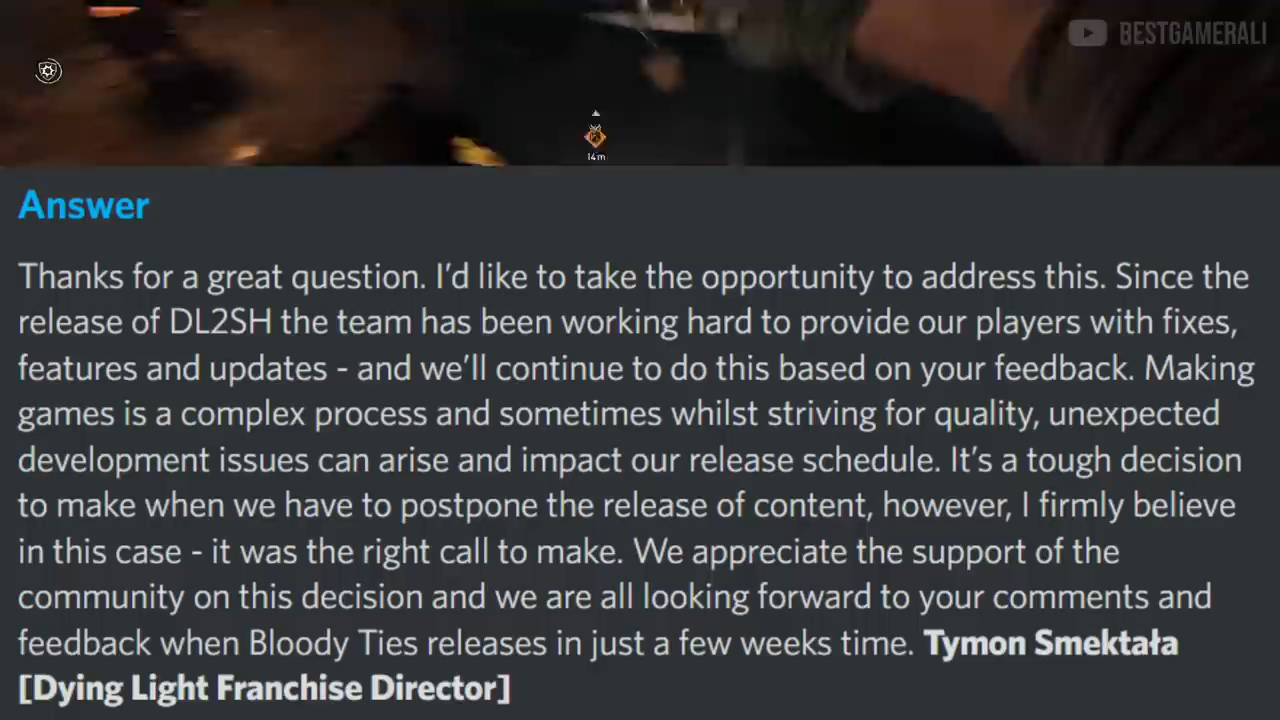 BESTGAMERALI
14m
Answer
Thanks for a great question. I'd like to take the opportunity to address this. Since the
release of DL2SH the team has been working hard to provide our players with fixes,
features and updates - and we'll continue to do this based on your feedback. Making
games is a complex process and sometimes whilst striving for quality, unexpected
development issues can arise and impact our release schedule. It's a tough decision
to make when we have to postpone the release of content, however, I firmly believe
in this case - it was the right call to make. We appreciate the support of the
community on this decision and we are all looking forward to your comments and
feedback when Bloody Ties releases in just a few weeks time. Tymon Smektała
[Dying Light Franchise Director]